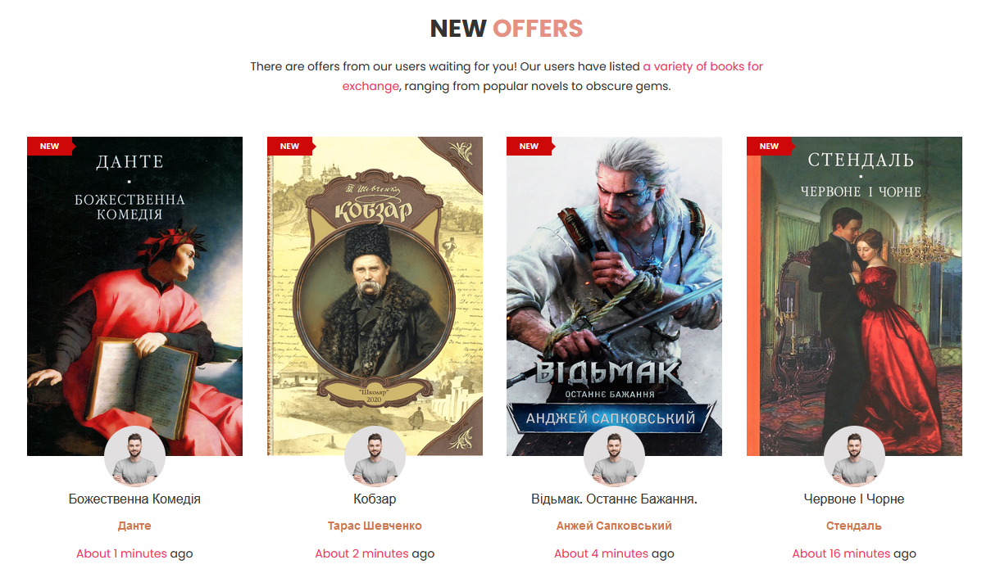 NEW OFFERS
There are offers from our users waiting for you! Our users have listed a variety of books for
exchange, ranging from popular novels to obscure gems.
NEW
ДАНТЕ
БОЖЕСТВЕННА
КОМЕДІЯ
Божественна Комедія
Данте
About 1 minutes ago
NEW
Т. Шевченко
Кобзар
"Школяр"
2020
Кобзар
Тарас Шевченко
About 2 minutes ago
NEW
ВІДЬМАК
ОСТАННЄ БАЖАННЯ
АНДЖЕЙ САПКОВСЬКИЙ
Відьмак. Останнє Бажання.
Анжей Сапковський
About 4 minutes ago
NEW
СТЕНДАЛЬ
ЧЕРВОНЕ І ЧОРНЕ
Червоне І Чорне
Стендаль
About 16 minutes ago